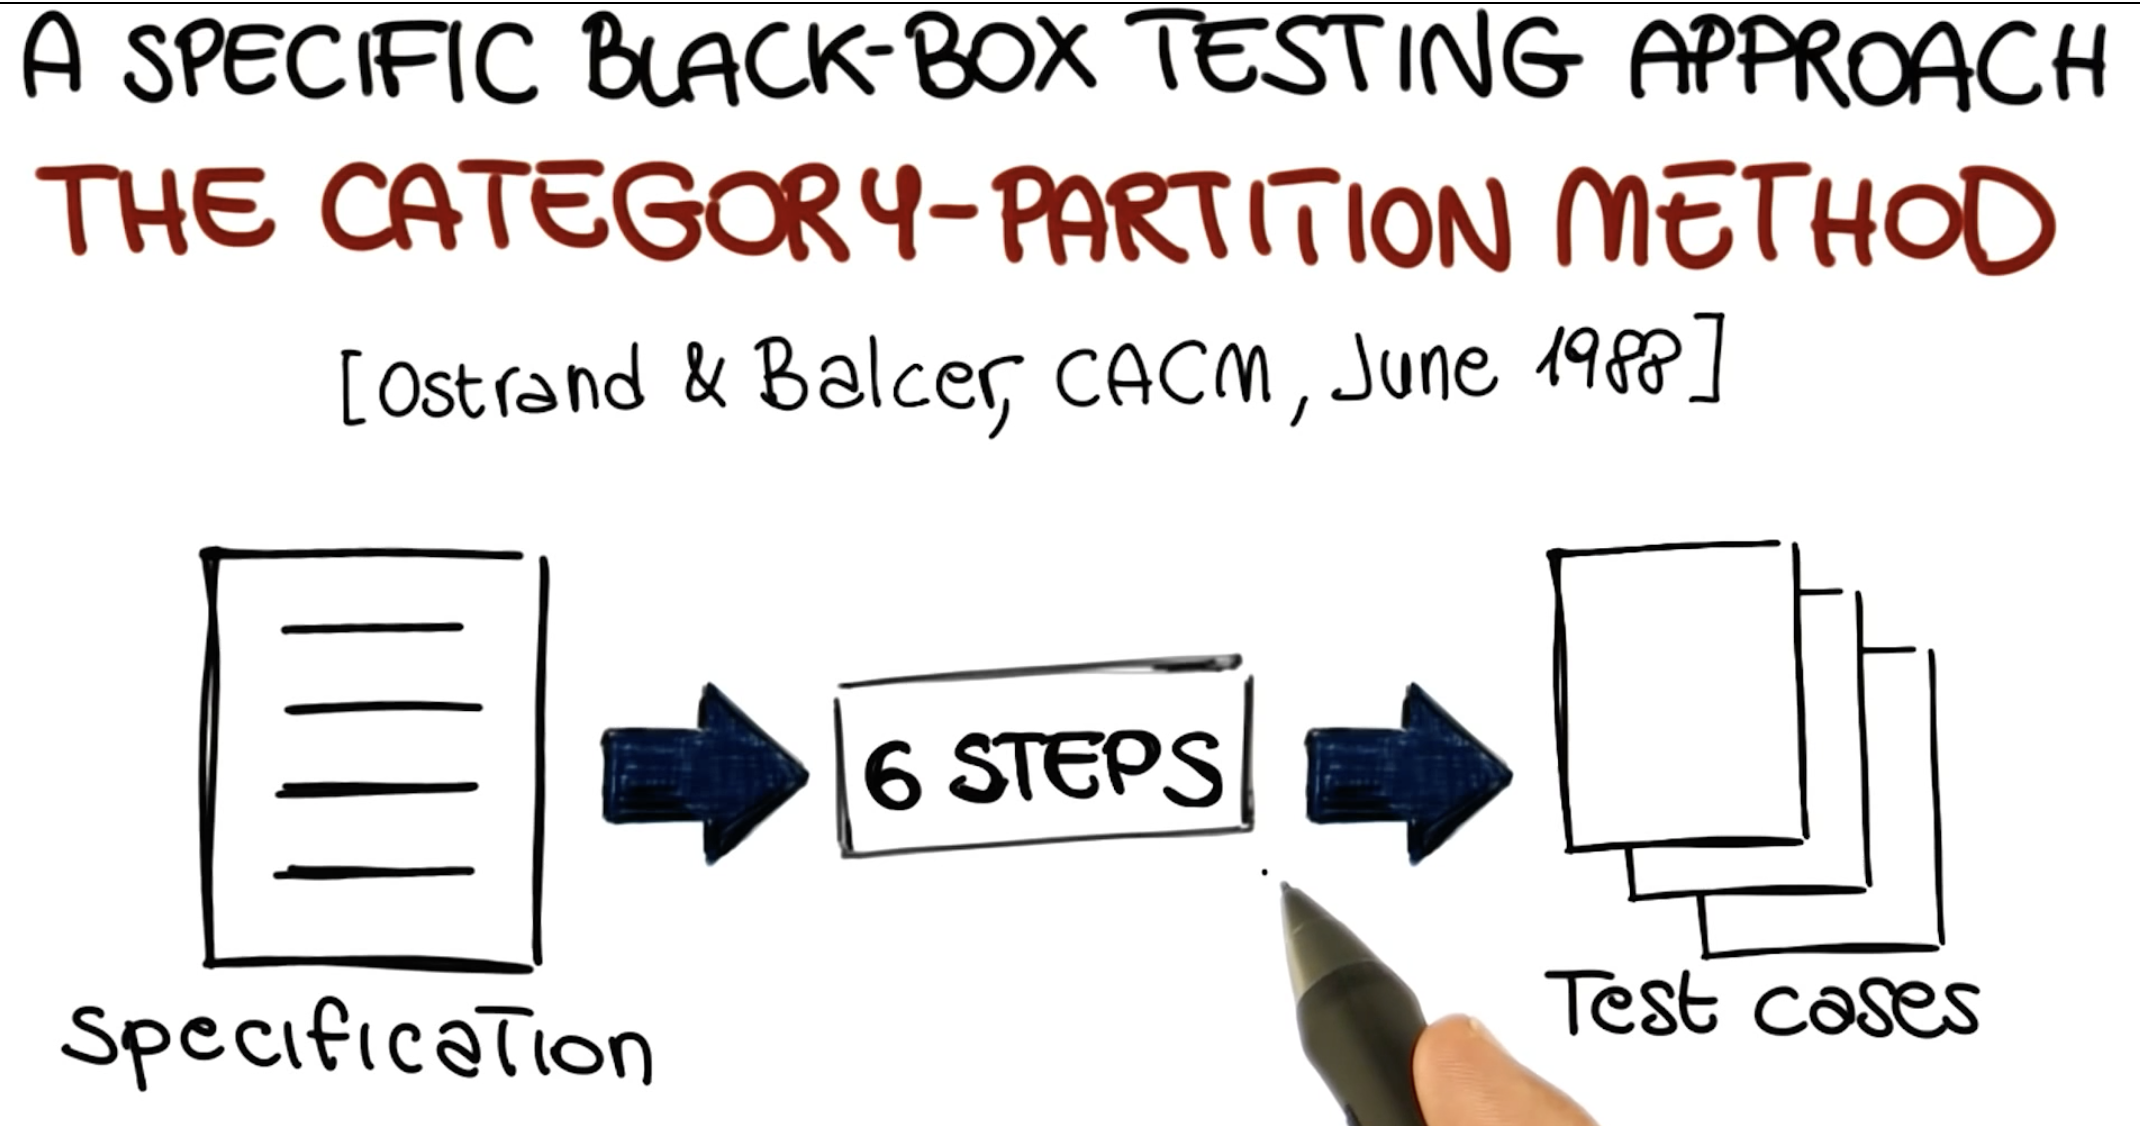 A SPECIFIC BLACK-BOX TESTING APPROACH
THE CATEGORY-PARTITION METHOD
[Ostrand & Balcer, CACM, June 1988]
6 STEPS
Specification
Test cases